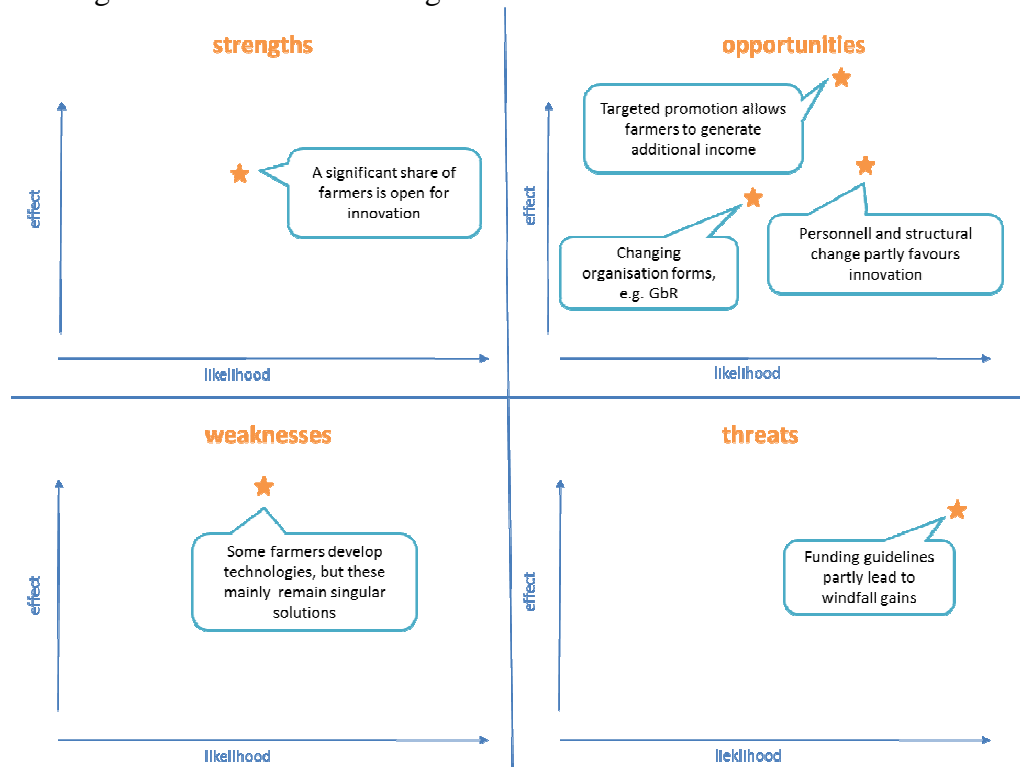 strengths
effect
A significant share of
farmers is open for
innovation
likelihood
opportunities
effect
Targeted promotion allows
farmers to generate
additional income
Changing
organisation forms,
e.g. GbR
Personnell and structural
change partly favours
innovation
likelihood
weaknesses
effect
Some farmers develop
technologies, but these
mainly remain singular
solutions
likelihood
threats
effect
Funding guidelines
partly lead to
windfall gains
lieklihood